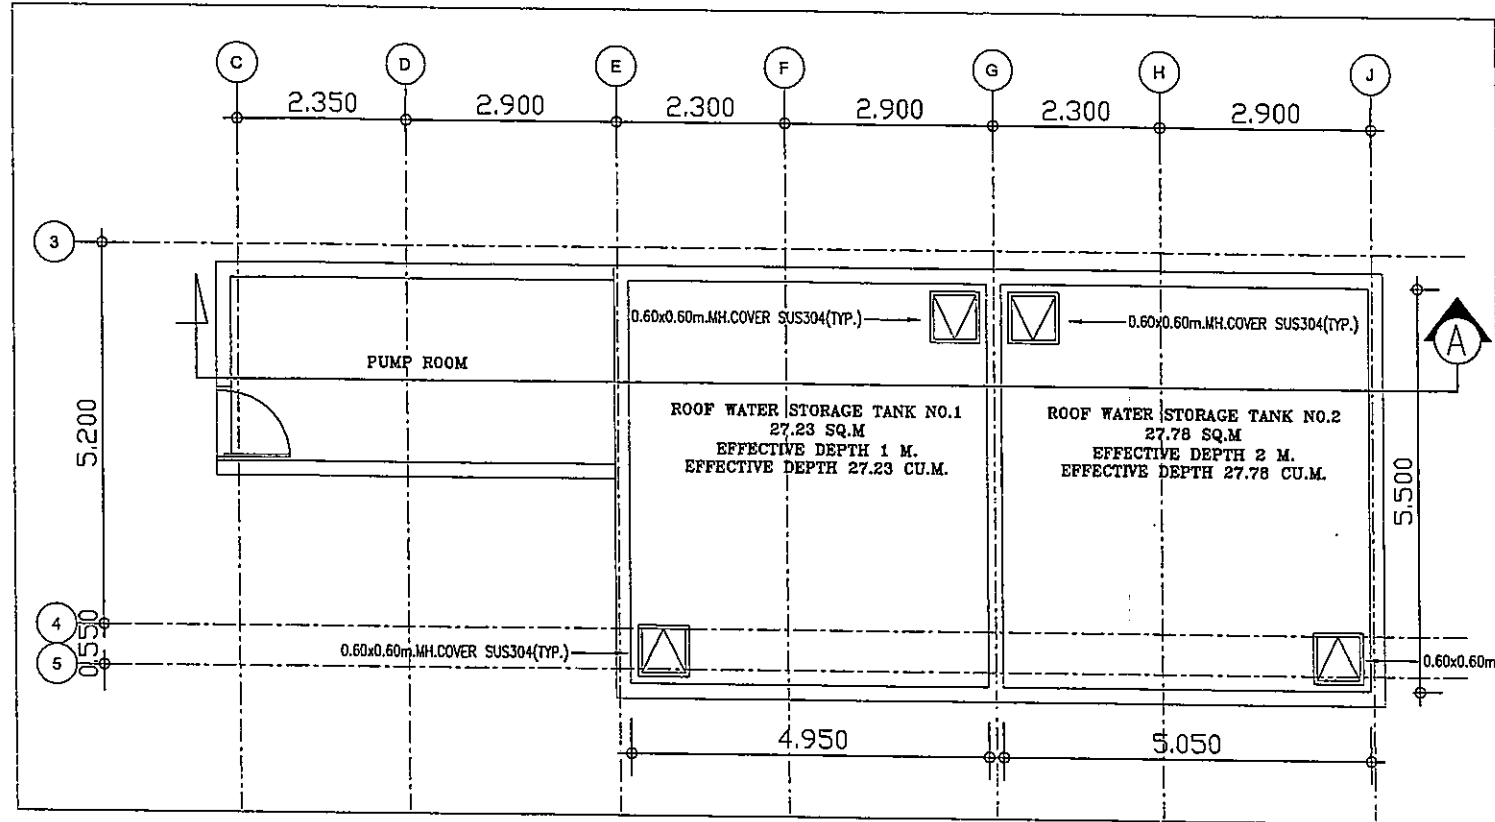 C D E F G H J
2.350 2.900 2.300 2.900 2.300 2.900
3
0.60x0.60m.MH.COVER SUS304(TYP.)
0.60x0.60m.MH.COVER SUS304(TYP.)
A
PUMP ROOM
ROOF WATER STORAGE TANK NO.1
27.23 SQ.M
EFFECTIVE DEPTH 1 M.
EFFECTIVE DEPTH 27.23 CU.M.
ROOF WATER STORAGE TANK NO.2
27.78 SQ.M
EFFECTIVE DEPTH 2 M.
EFFECTIVE DEPTH 27.78 CU.M.
5.200
5.500
4
0.550
5
0.60x0.60m.MH.COVER SUS304(TYP.)
0.60x0.60m
4.950
5.050